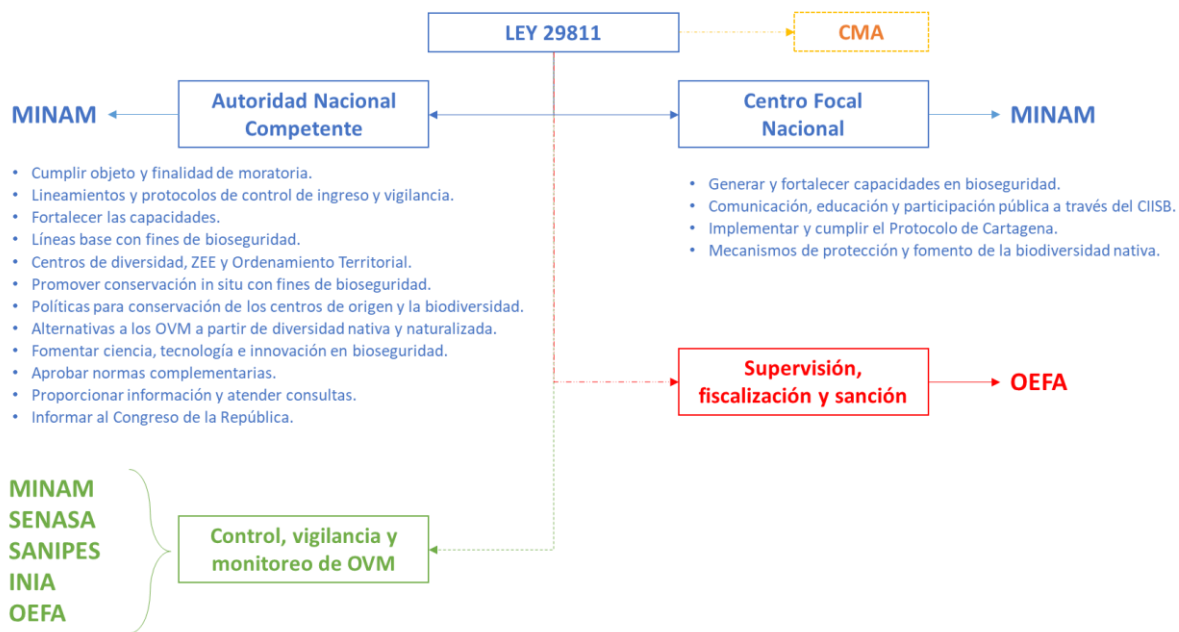 LEY 29811
CMA
MINAM
Autoridad Nacional
Competente
Centro Focal
Nacional
MINAM
• Cumplir objeto y finalidad de moratoria.
• Lineamientos y protocolos de control de ingreso y vigilancia.
• Fortalecer las capacidades.
• Líneas base con fines de bioseguridad.
• Centros de diversidad, ZEE y Ordenamiento Territorial.
• Promover conservación in situ con fines de bioseguridad.
• Políticas para conservación de los centros de origen y la biodiversidad.
• Alternativas a los OVM a partir de diversidad nativa y naturalizada.
• Fomentar ciencia, tecnología e innovación en bioseguridad.
• Aprobar normas complementarias.
• Proporcionar información y atender consultas.
• Informar al Congreso de la República.
• Generar y fortalecer capacidades en bioseguridad.
• Comunicación, educación y participación pública a través del CIISB.
• Implementar y cumplir el Protocolo de Cartagena.
• Mecanismos de protección y fomento de la biodiversidad nativa.
Supervisión,
fiscalización y sanción
OEFA
MINAM
SENASA
SANIPES
INIA
OEFA
Control, vigilancia y
monitoreo de OVM